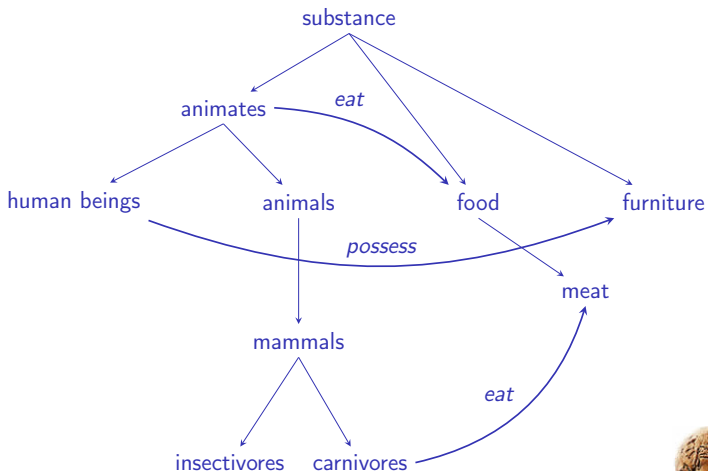 substance
eat
animates
human beings
animals
food
furniture
possess
meat
mammals
eat
insectivores
carnivores